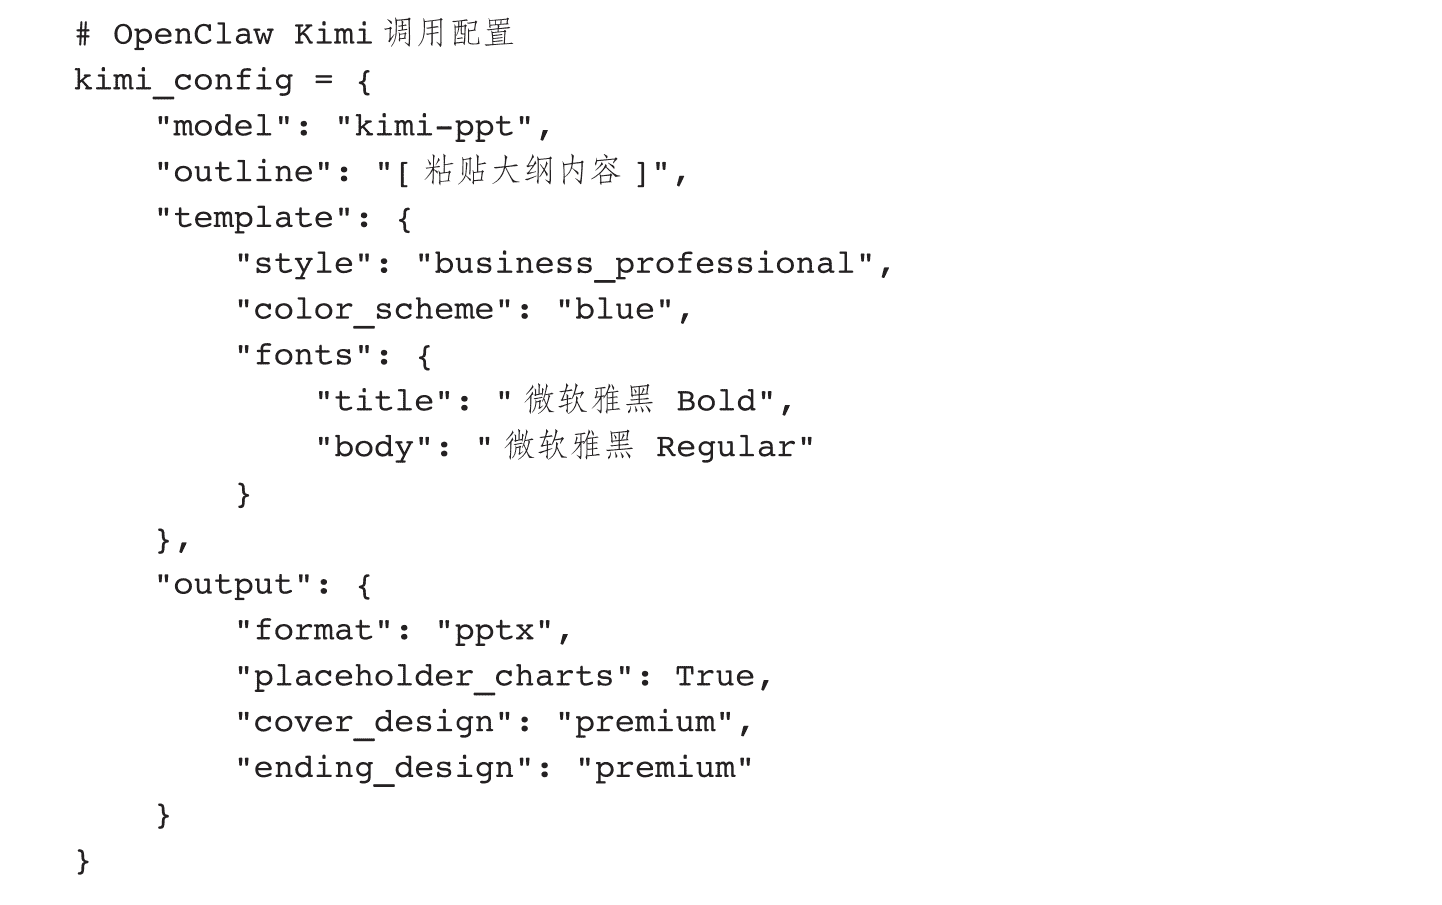 # OpenClaw Kimi 调用配置
kimi_config = {
    "model": "kimi-ppt",
    "outline": "[ 粘贴大纲内容 ]",
    "template": {
        "style": "business_professional",
        "color_scheme": "blue",
        "fonts": {
            "title": " 微软雅黑 Bold",
            "body": " 微软雅黑 Regular"
        }
    },
    "output": {
        "format": "pptx",
        "placeholder_charts": True,
        "cover_design": "premium",
        "ending_design": "premium"
    }
}